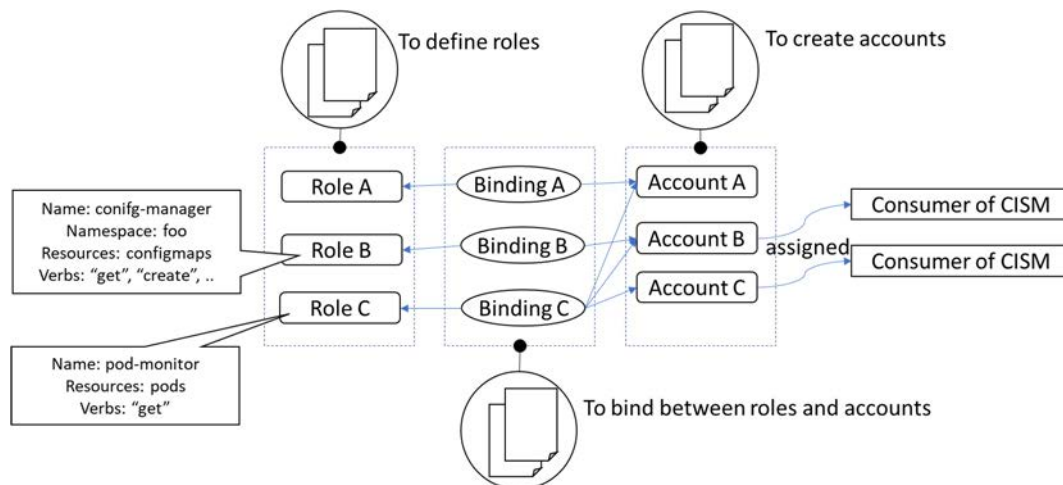 To define roles
To create accounts
Role A
Binding A
Account A
Name: conifg-manager
Namespace: foo
Resources: configmaps
Verbs: “get”, “create”, ..
Role B
Binding B
Account B
assigned
Consumer of CISM
Consumer of CISM
Role C
Binding C
Account C
Name: pod-monitor
Resources: pods
Verbs: “get”
To bind between roles and accounts